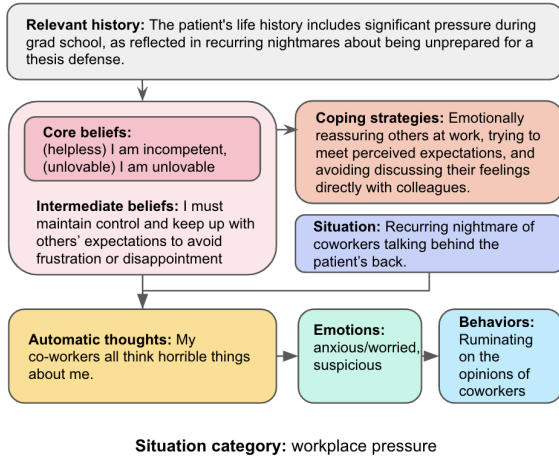 Relevant history: The patient's life history includes significant pressure during
grad school, as reflected in recurring nightmares about being unprepared for a
thesis defense.
Core beliefs:
(helpless) I am incompetent,
(unlovable) I am unlovable
Intermediate beliefs: I must
maintain control and keep up with
others' expectations to avoid
frustration or disappointment
Coping strategies: Emotionally
reassuring others at work, trying to
meet perceived expectations, and
avoiding discussing their feelings
directly with colleagues.
Situation: Recurring nightmare of
coworkers talking behind the
patient's back.
Automatic thoughts: My
co-workers all think horrible things
about me.
Emotions:
anxious/worried,
suspicious
Behaviors:
Ruminating
on the
opinions of
coworkers
Situation category: workplace pressure